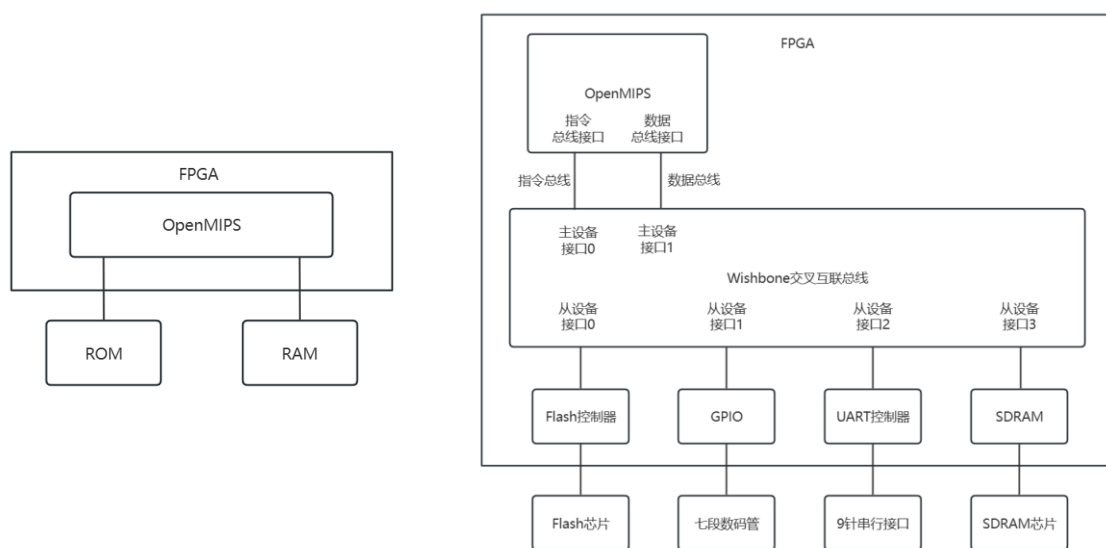 FPGA
OpenMIPS
ROM
RAM
FPGA
OpenMIPS
指令
总线接口
数据
总线接口
指令总线
数据总线
主设备
接口0
主设备
接口1
Wishbone交叉互联总线
从设备
接口0
从设备
接口1
从设备
接口2
从设备
接口3
Flash控制器
GPIO
UART控制器
SDRAM
Flash芯片
七段数码管
9针串行接口
SDRAM芯片